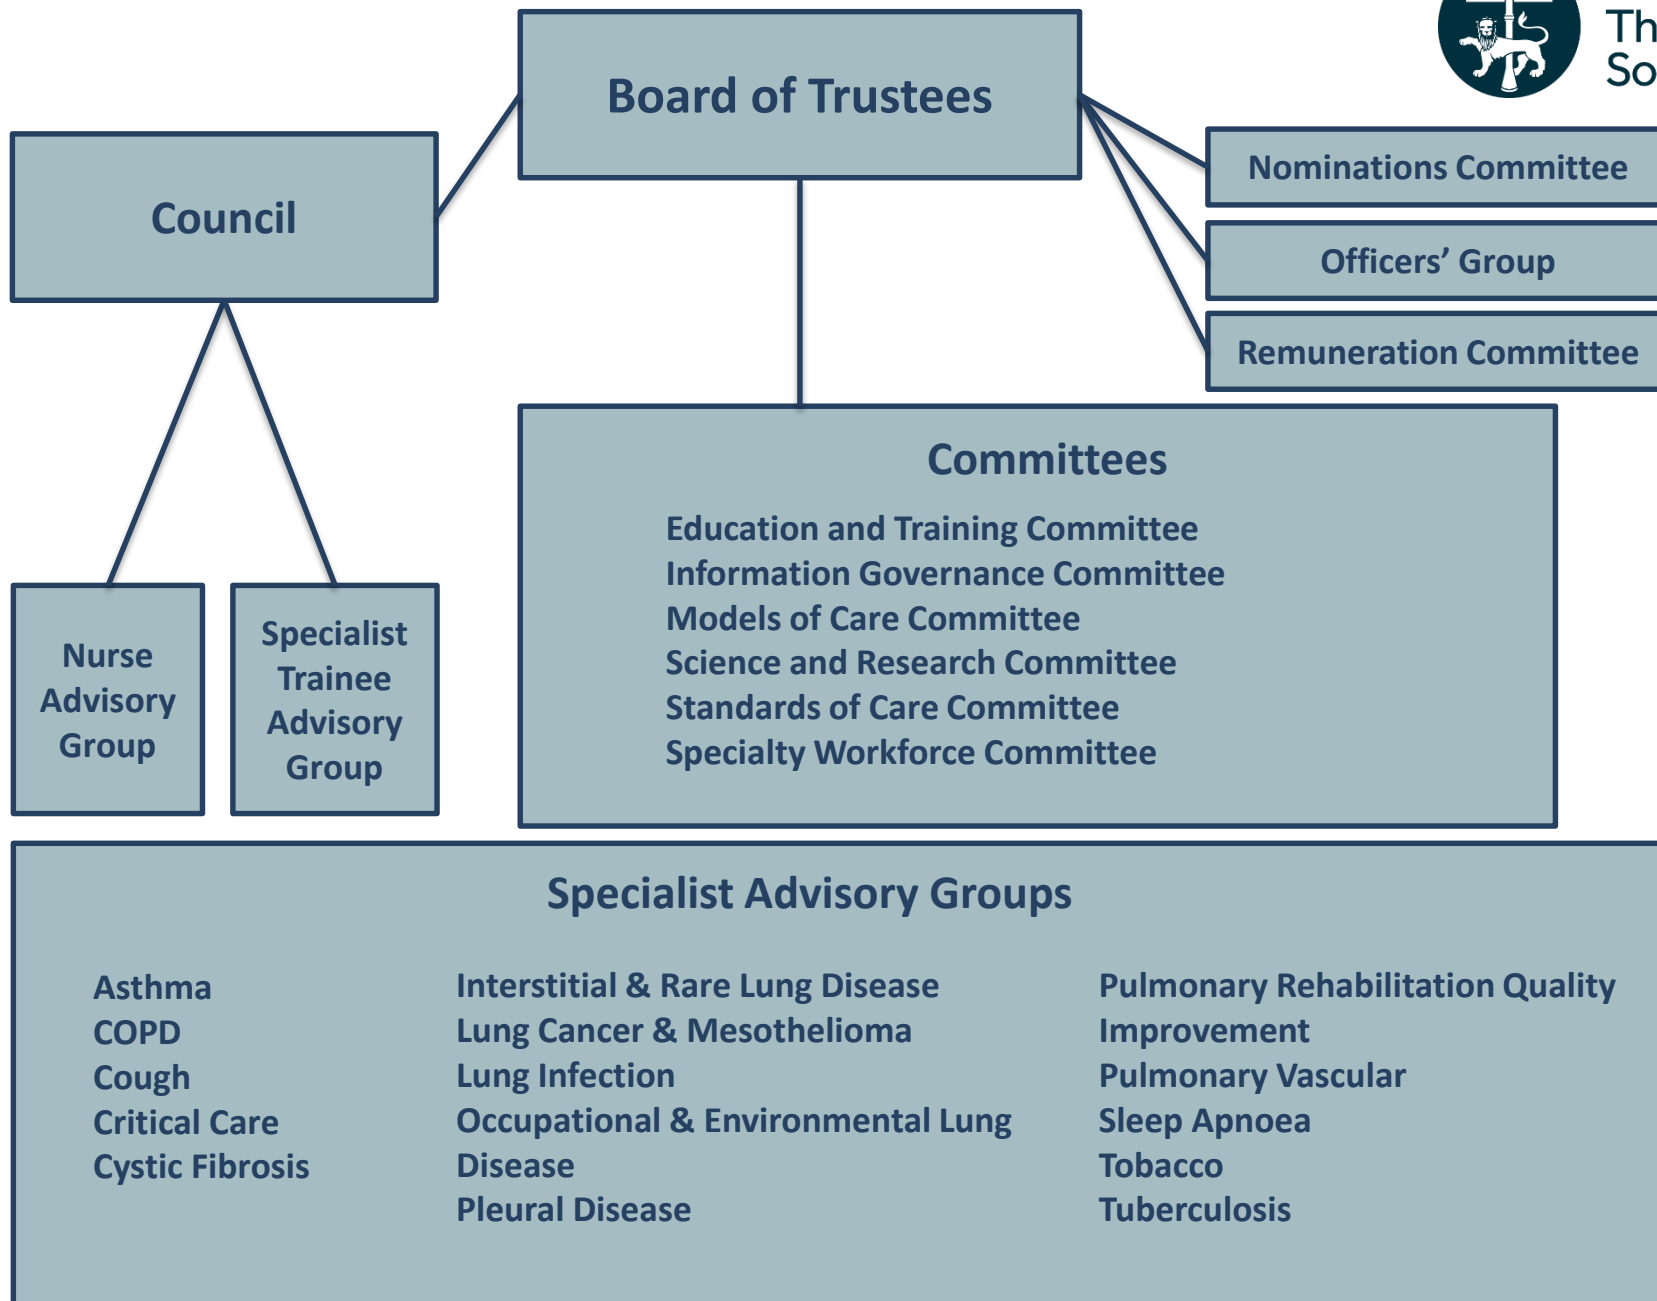 Th
So
Board of Trustees
Council
Nominations Committee
Officers’ Group
Remuneration Committee
Committees
Education and Training Committee
Information Governance Committee
Models of Care Committee
Science and Research Committee
Standards of Care Committee
Specialty Workforce Committee
Nurse
Advisory
Group
Specialist
Trainee
Advisory
Group
Specialist Advisory Groups
Asthma
COPD
Cough
Critical Care
Cystic Fibrosis
Interstitial & Rare Lung Disease
Lung Cancer & Mesothelioma
Lung Infection
Occupational & Environmental Lung
Disease
Pleural Disease
Pulmonary Rehabilitation Quality
Improvement
Pulmonary Vascular
Sleep Apnoea
Tobacco
Tuberculosis